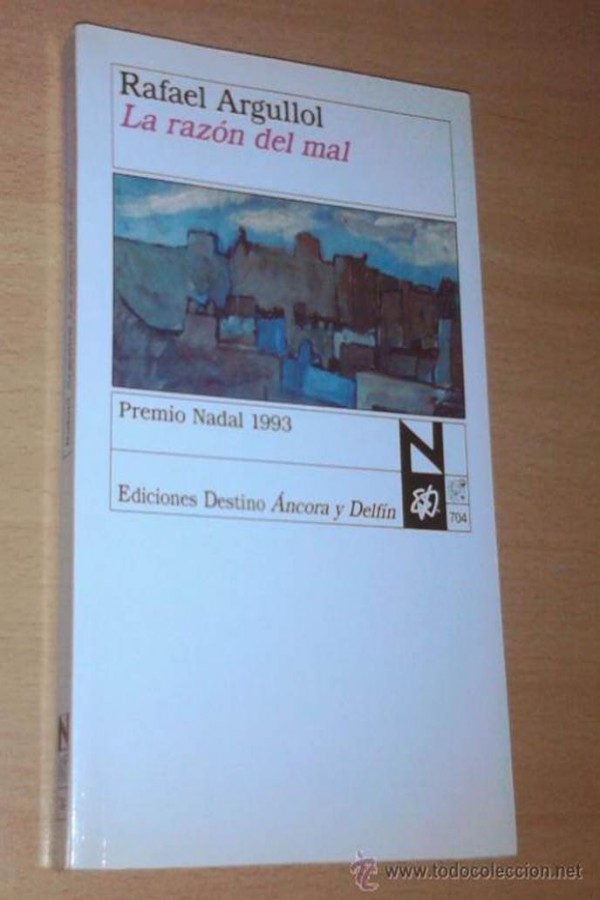 Rafael Argullol
La razón del mal
Premio Nadal 1993
N
Ediciones Destino Áncora y Delfín
704
N
www.todocoleccion.net